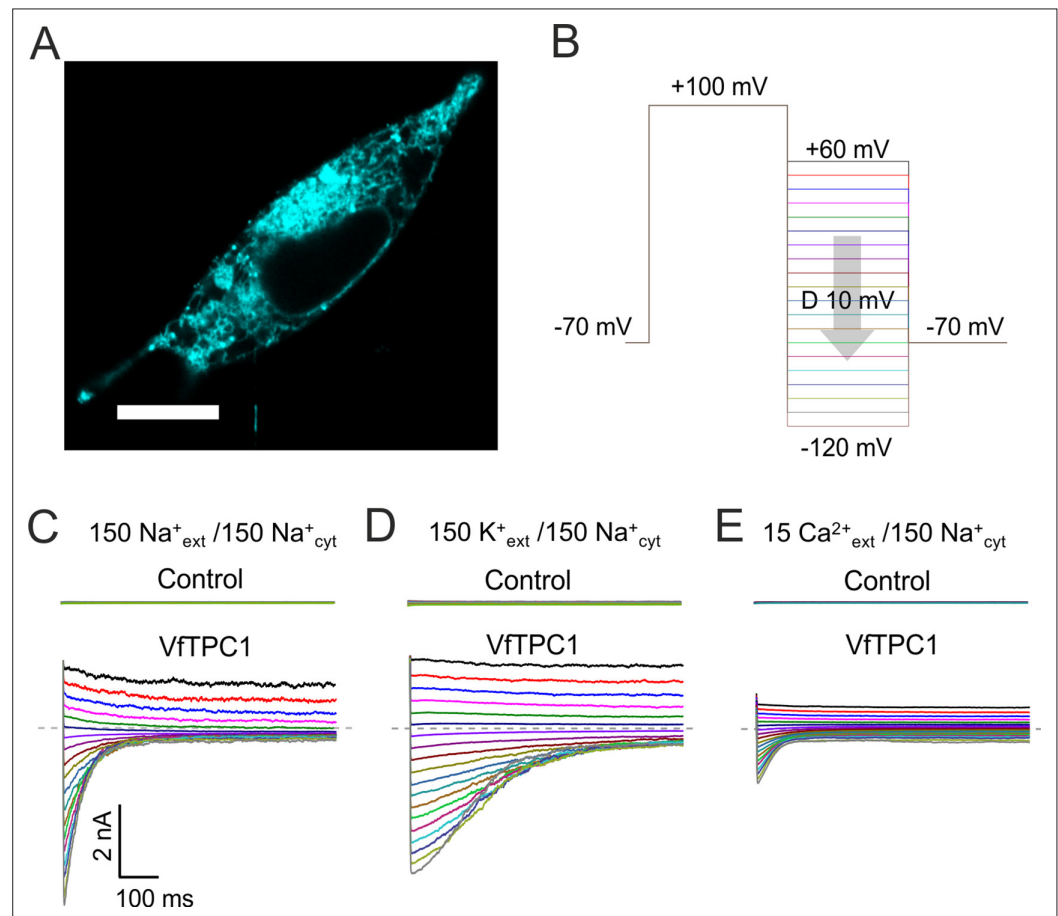 A
B
+100 mV
+60 mV
D 10 mV
-70 mV
-70 mV
-120 mV
C 150 Na⁺ext /150 Na⁺cyt
Control
VfTPC1
2 nA
100 ms
D 150 K⁺ext /150 Na⁺cyt
Control
VfTPC1
E 15 Ca²⁺ext /150 Na⁺cyt
Control
VfTPC1